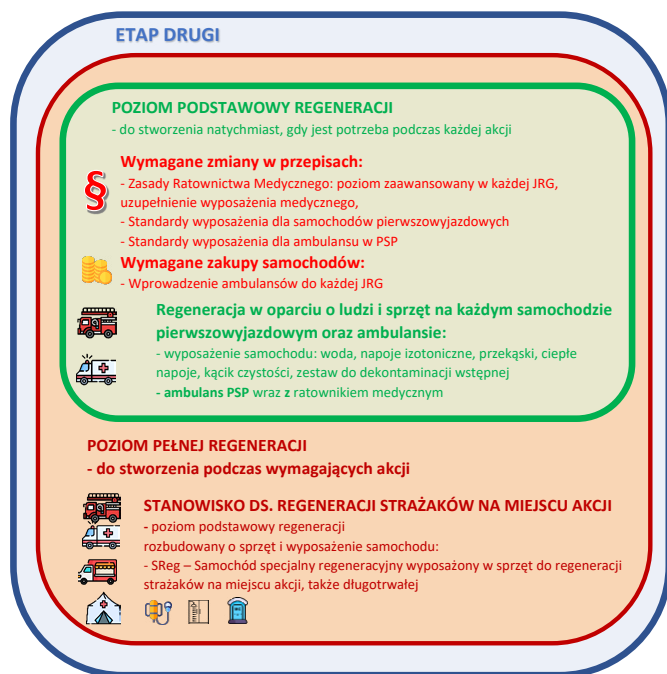 ETAP DRUGI
POZIOM PODSTAWOWY REGENERACJI
- do stworzenia natychmiast, gdy jest potrzeba podczas każdej akcji
§
Wymagane zmiany w przepisach:
- Zasady Ratownictwa Medycznego: poziom zaawansowany w każdej JRG,
uzupełnienie wyposażenia medycznego,
- Standardy wyposażenia dla samochodów pierwszowyjazdowych
- Standardy wyposażenia dla ambulansu w PSP
Wymagane zakupy samochodów:
- Wprowadzenie ambulansów do każdej JRG
Regeneracja w oparciu o ludzi i sprzęt na każdym samochodzie
pierwszowyjazdowym oraz ambulansie:
- wyposażenie samochodu: woda, napoje izotoniczne, przekąski, ciepłe
napoje, kącik czystości, zestaw do dekontaminacji wstępnej
- ambulans PSP wraz z ratownikiem medycznym
POZIOM PEŁNEJ REGENERACJI
- do stworzenia podczas wymagających akcji
STANOWISKO DS. REGENERACJI STRAŻAKÓW NA MIEJSCU AKCJI
- poziom podstawowy regeneracji
rozbudowany o sprzęt i wyposażenie samochodu:
- SReg – Samochód specjalny regeneracyjny wyposażony w sprzęt do regeneracji
strażaków na miejscu akcji, także długotrwałej